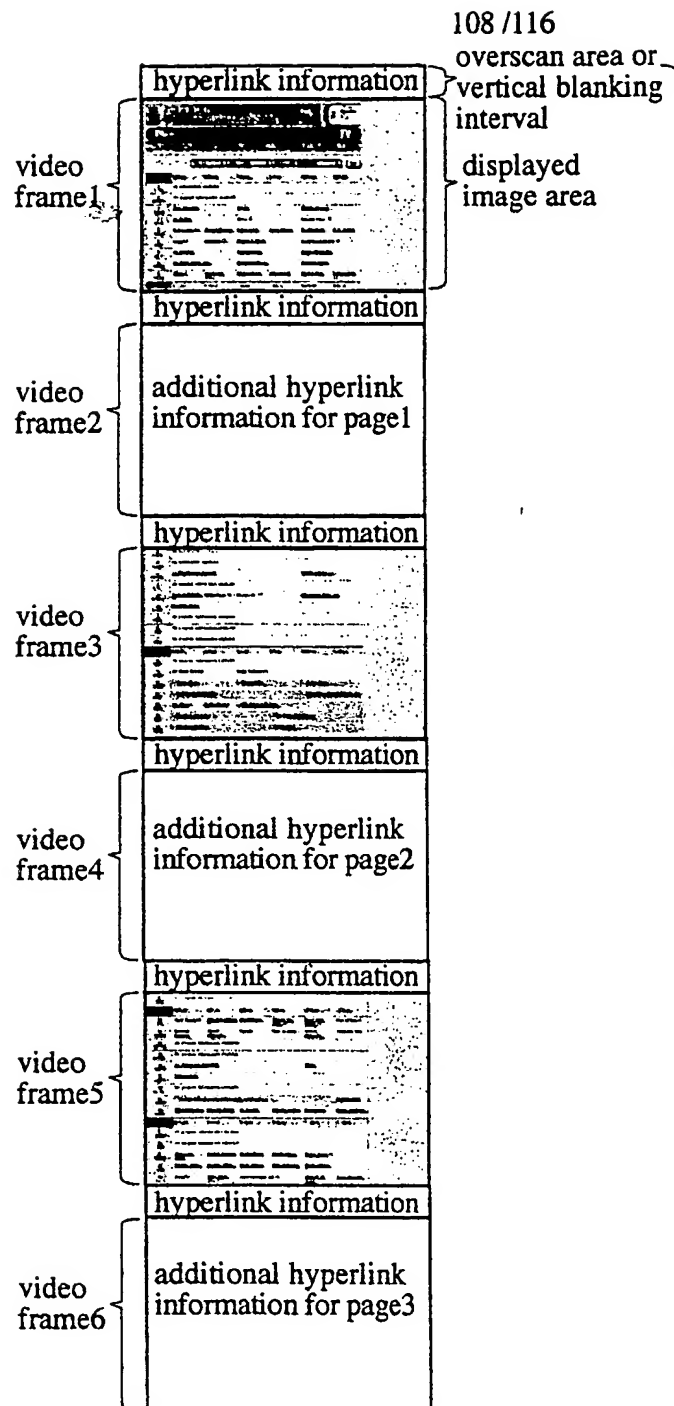 108 /116
overscan area or
vertical blanking
interval
hyperlink information
displayed
image area
video
frame1
hyperlink information
video
frame2
additional hyperlink
information for page1
hyperlink information
video
frame3
hyperlink information
video
frame4
additional hyperlink
information for page2
hyperlink information
video
frame5
hyperlink information
video
frame6
additional hyperlink
information for page3